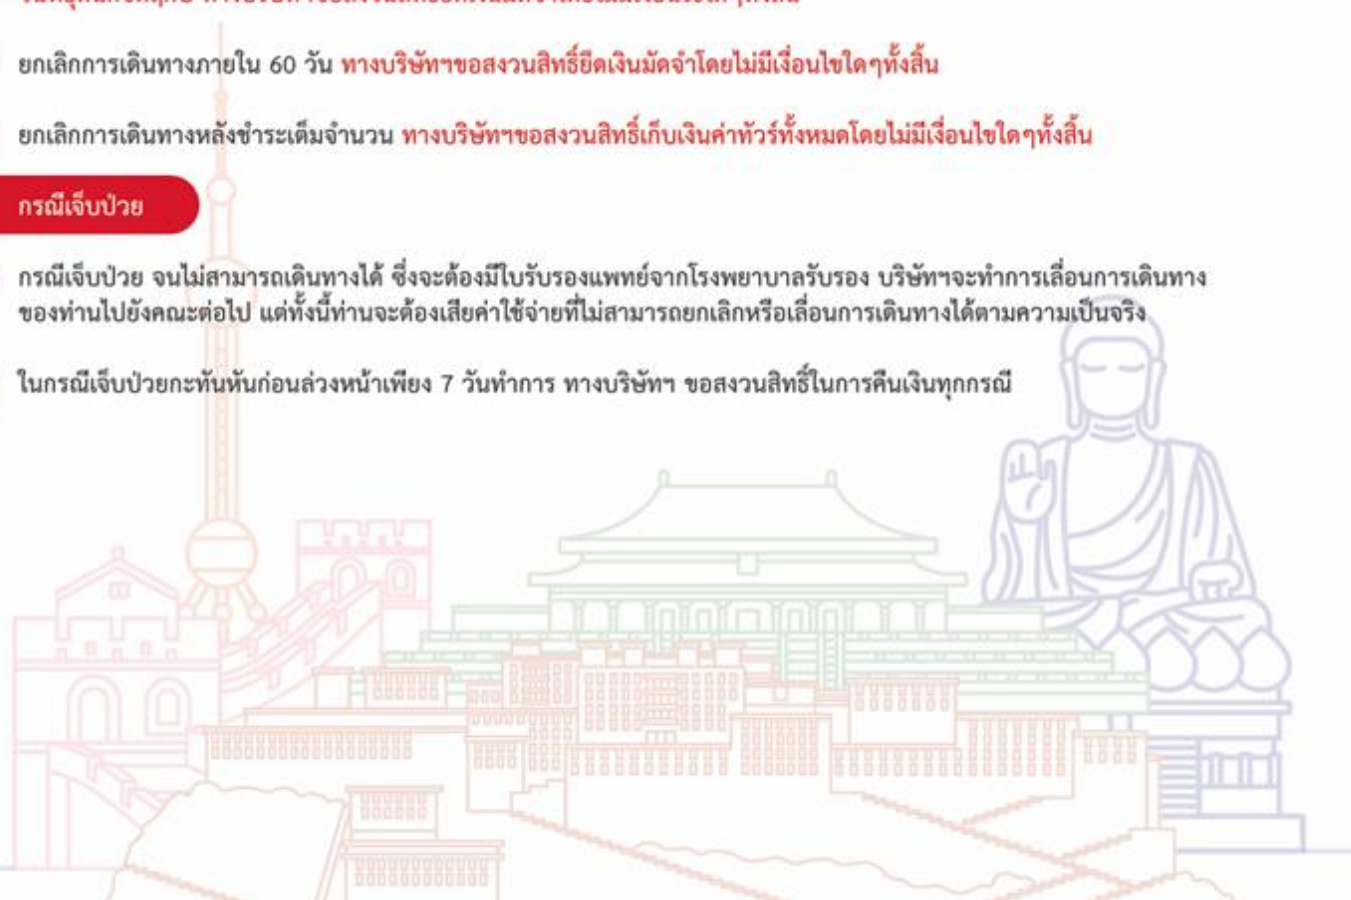 ยกเลิกการเดินทางภายใน 60 วัน ทางบริษัทฯขอสงวนสิทธิ์ยึดเงินมัดจำโดยไม่มีเงื่อนไขใดๆทั้งสิ้น
ยกเลิกการเดินทางหลังชำระเต็มจำนวน ทางบริษัทฯขอสงวนสิทธิ์เก็บเงินค่าทัวร์ทั้งหมดโดยไม่มีเงื่อนไขใดๆทั้งสิ้น
กรณีเจ็บป่วย
กรณีเจ็บป่วย จนไม่สามารถเดินทางได้ ซึ่งจะต้องมีใบรับรองแพทย์จากโรงพยาบาลรับรอง บริษัทฯจะทำการเลื่อนการเดินทาง
ของท่านไปยังคณะต่อไป แต่ทั้งนี้ท่านจะต้องเสียค่าใช้จ่ายที่ไม่สามารถยกเลิกหรือเลื่อนการเดินทางได้ตามความเป็นจริง
ในกรณีเจ็บป่วยกะทันหันก่อนล่วงหน้าเพียง 7 วันทำการ ทางบริษัทฯ ขอสงวนสิทธิ์ในการคืนเงินทุกกรณี